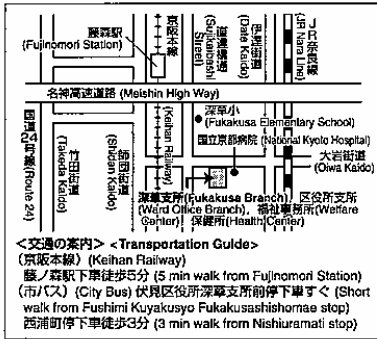 藤森駅
(Fujinomori Station)
京阪本線
(Keihan Railway)
直違橋通
(Sujikaibashi Street)
伊達街道
(Date Kaido)
JR奈良線
(JR Nara Line)
名神高速道路 (Meishin High Way)
国道24号線 (Route 24)
竹田街道
(Takeda Kaido)
師団街道
(Shidan Kaido)
深草小
(Fukakusa Elementary School)
国立京都病院 (National Kyoto Hospital)
大岩街道
(Oiwa Kaido)
深草支所(Fukakusa Branch), 区役所支所
(Ward Office Branch), 福祉事務所(Welfare
Center), 保健所(Health Center)
<交通の案内> <Transportation Guide>
(京阪本線) (Keihan Railway)
藤ノ森駅下車徒歩5分 (5 min walk from Fujinomori Station)
(市バス) (City Bus) 伏見区役所深草支所前停下車すぐ (Short
walk from Fushimi Kuyakusyo Fukakusashishomae stop)
西浦町停下車徒歩3分 (3 min walk from Nishiuramati stop)